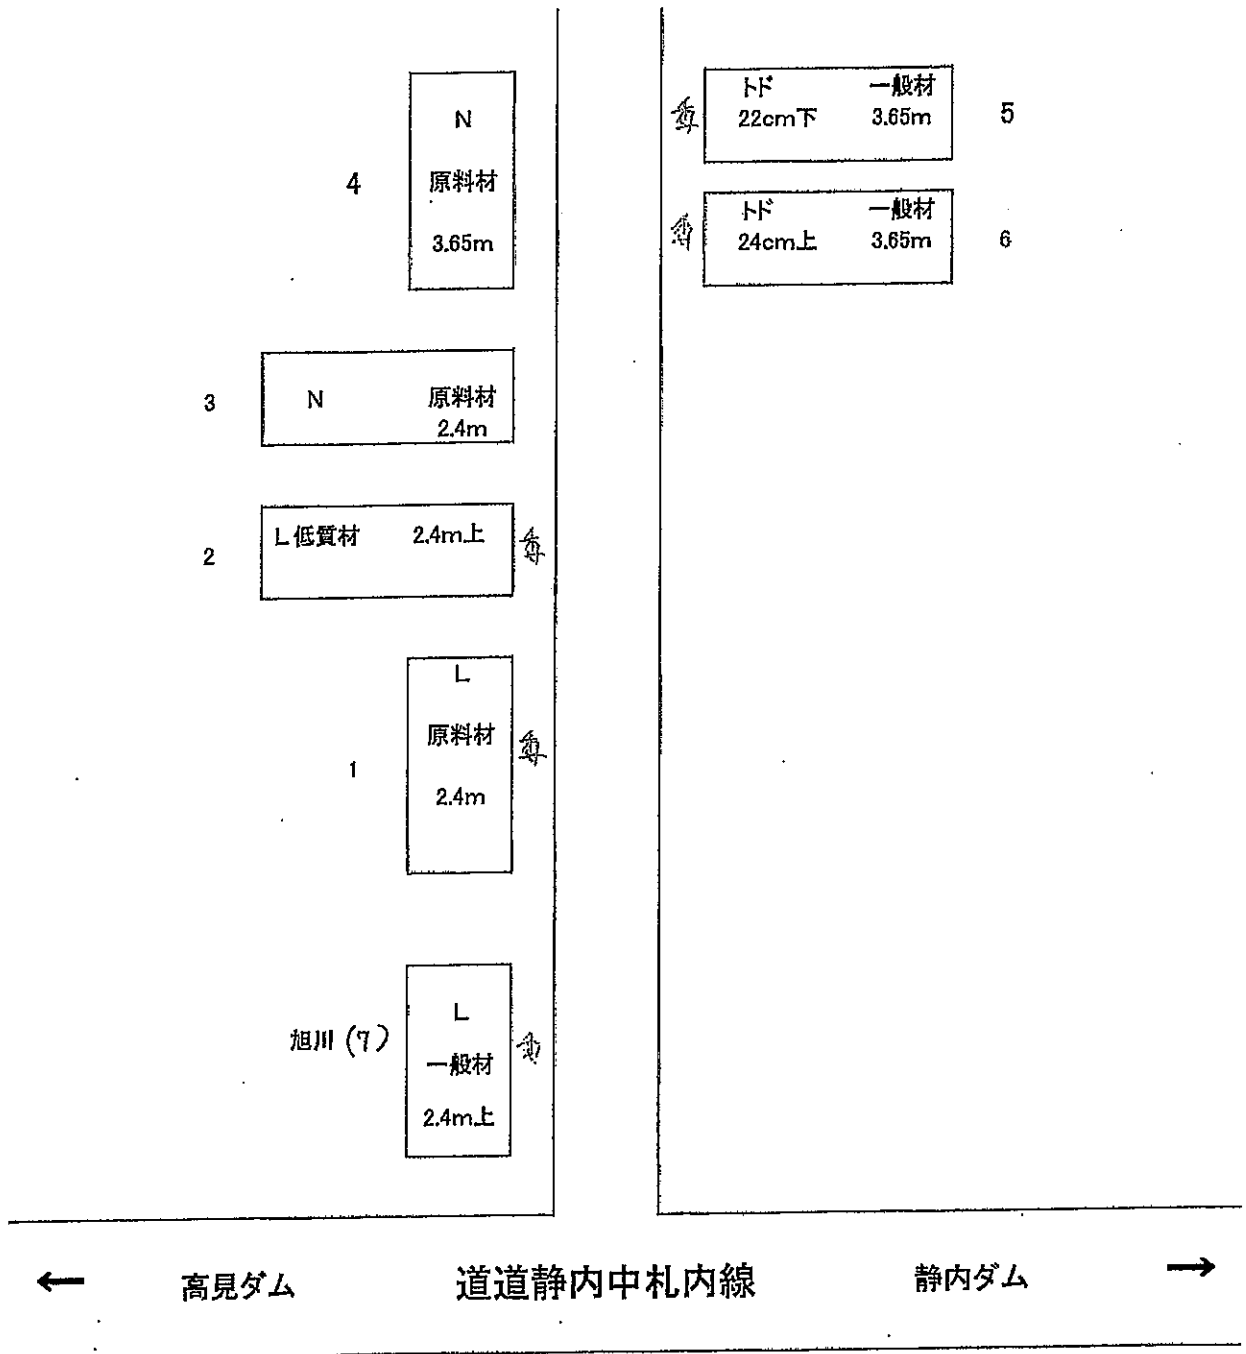 N
原料材
3.65m
4
トド 一般材
22cm下 3.65m
5
トド 一般材
24cm上 3.65m
6
3
N 原料材
2.4m
2
L低質材 2.4m上
L
原料材
2.4m
1
旭川(7)
L
一般材
2.4m上
← 高見ダム 道道静内中札内線 静内ダム →